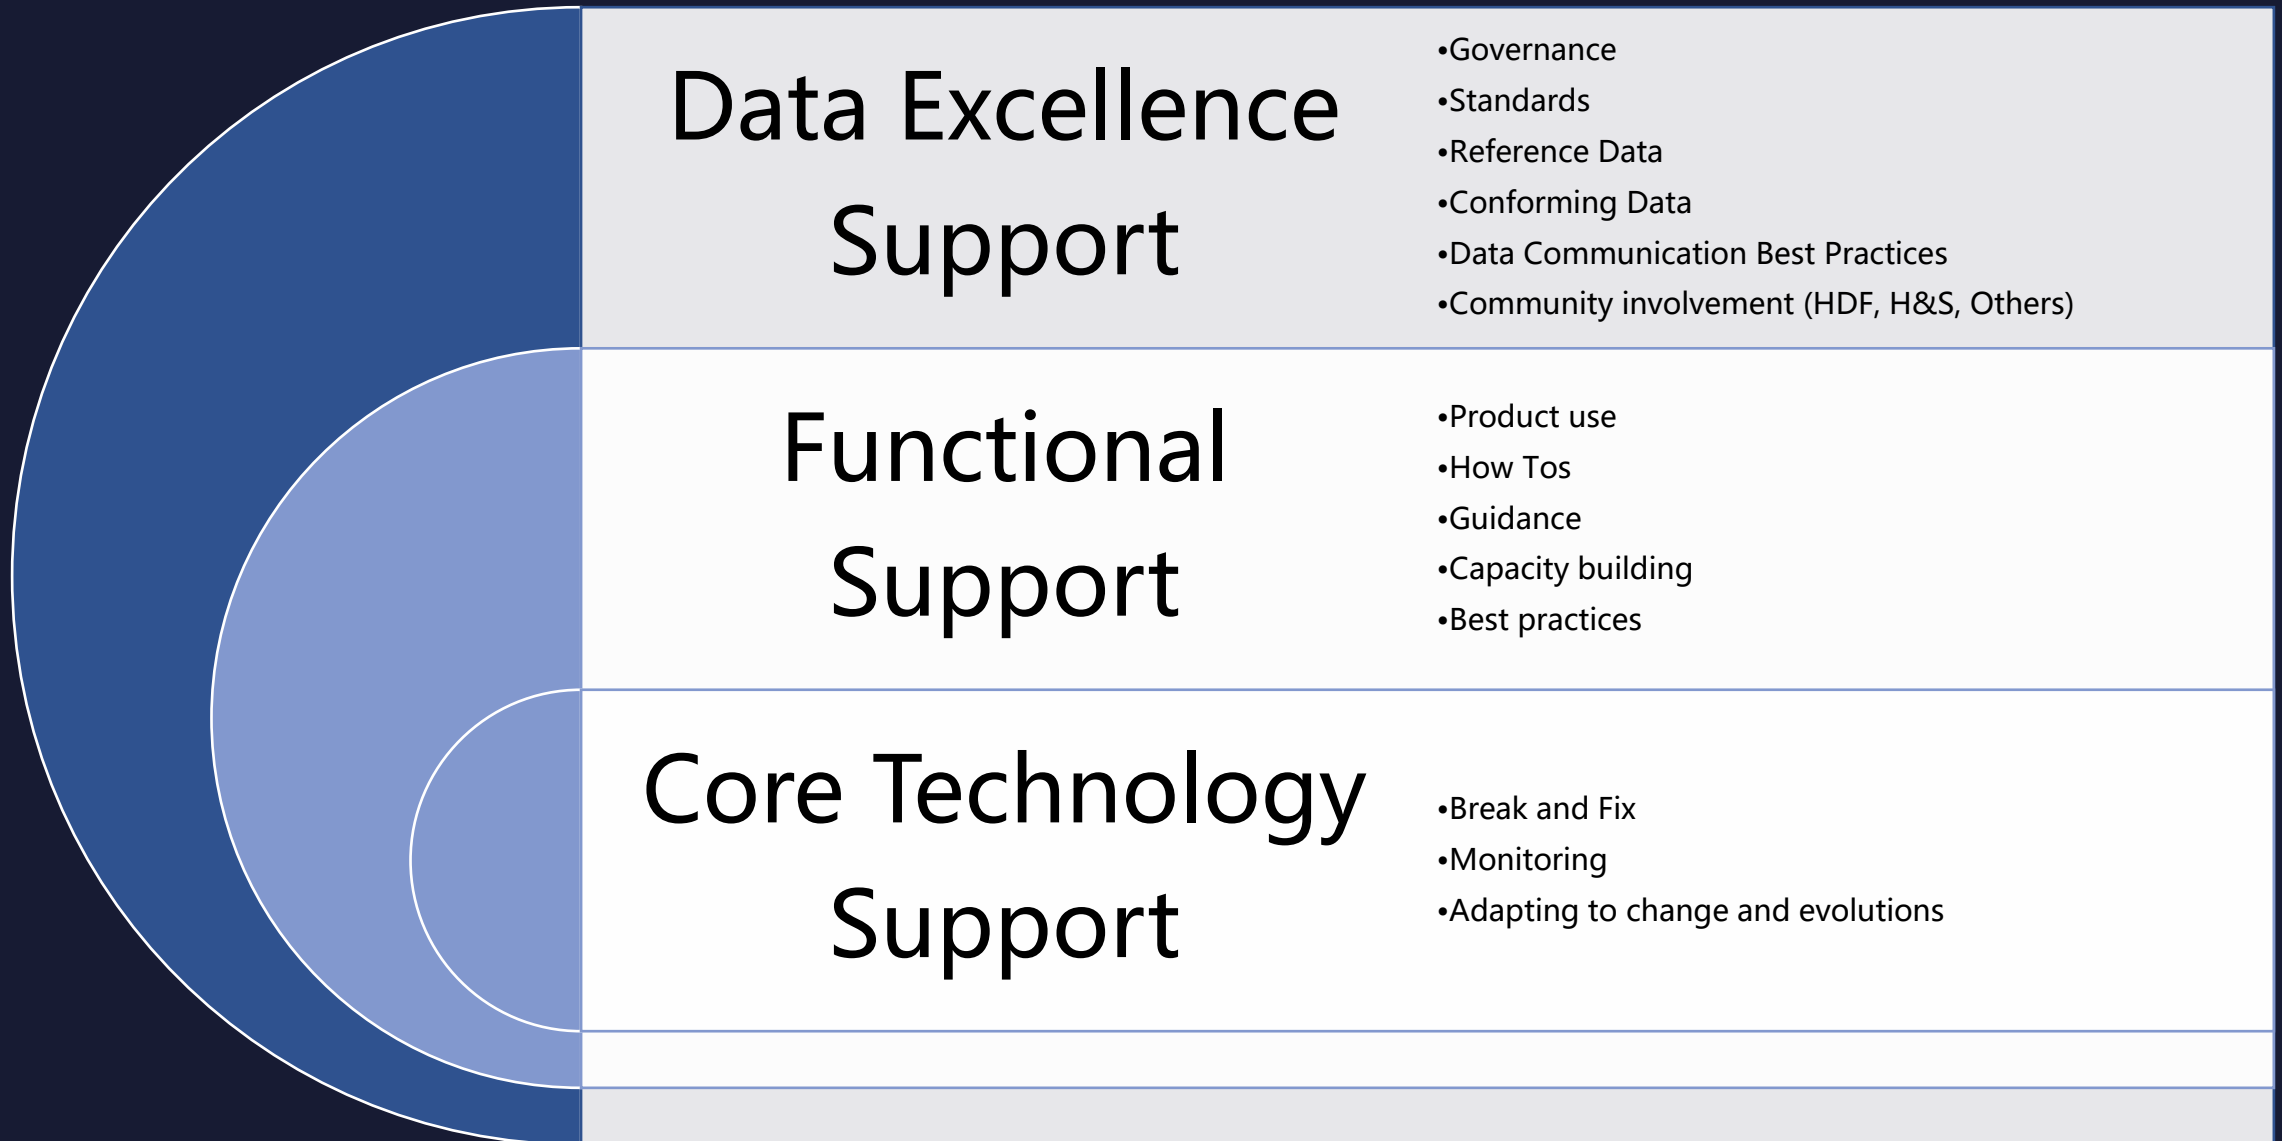 Data Excellence
Support
•Governance
•Standards
•Reference Data
•Conforming Data
•Data Communication Best Practices
•Community involvement (HDF, H&S, Others)
Functional
Support
•Product use
•How Tos
•Guidance
•Capacity building
•Best practices
Core Technology
Support
•Break and Fix
•Monitoring
•Adapting to change and evolutions